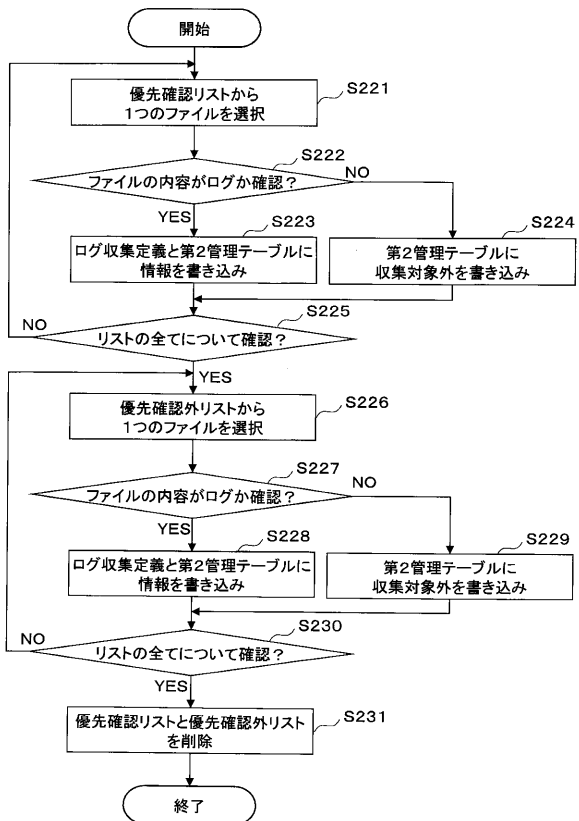 開始
優先確認リストから
1つのファイルを選択
S221
S222
ファイルの内容がログか確認？
NO
YES
S223
ログ収集定義と第2管理テーブルに
情報を書き込み
S224
第2管理テーブルに
収集対象外を書き込み
S225
NO
リストの全てについて確認？
YES
優先確認外リストから
1つのファイルを選択
S226
S227
ファイルの内容がログか確認？
NO
YES
S228
ログ収集定義と第2管理テーブルに
情報を書き込み
S229
第2管理テーブルに
収集対象外を書き込み
S230
NO
リストの全てについて確認？
YES
優先確認リストと優先確認外リスト
を削除
S231
終了